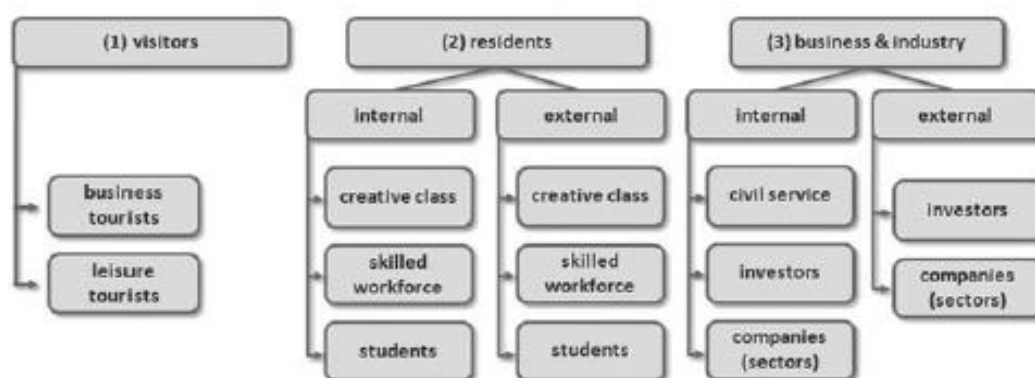 (1) visitors
business
tourists
leisure
tourists
(2) residents
internal
creative class
skilled
workforce
students
external
creative class
skilled
workforce
students
(3) business & industry
internal
civil service
investors
companies
(sectors)
external
investors
companies
(sectors)